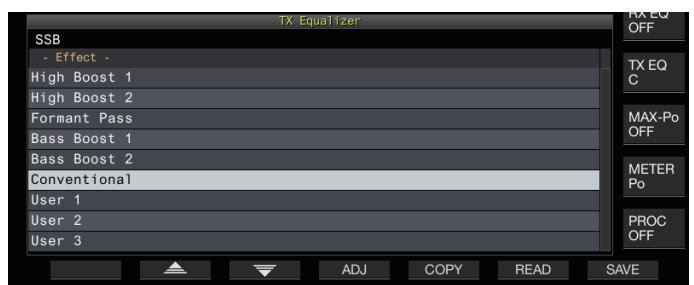 TX Equalizer
SSB
- Effect -
High Boost 1
High Boost 2
Formant Pass
Bass Boost 1
Bass Boost 2
Conventional
User 1
User 2
User 3
RX EQ
OFF
TX EQ
C
MAX-Po
OFF
METER
Po
PROC
OFF
ADJ COPY READ SAVE